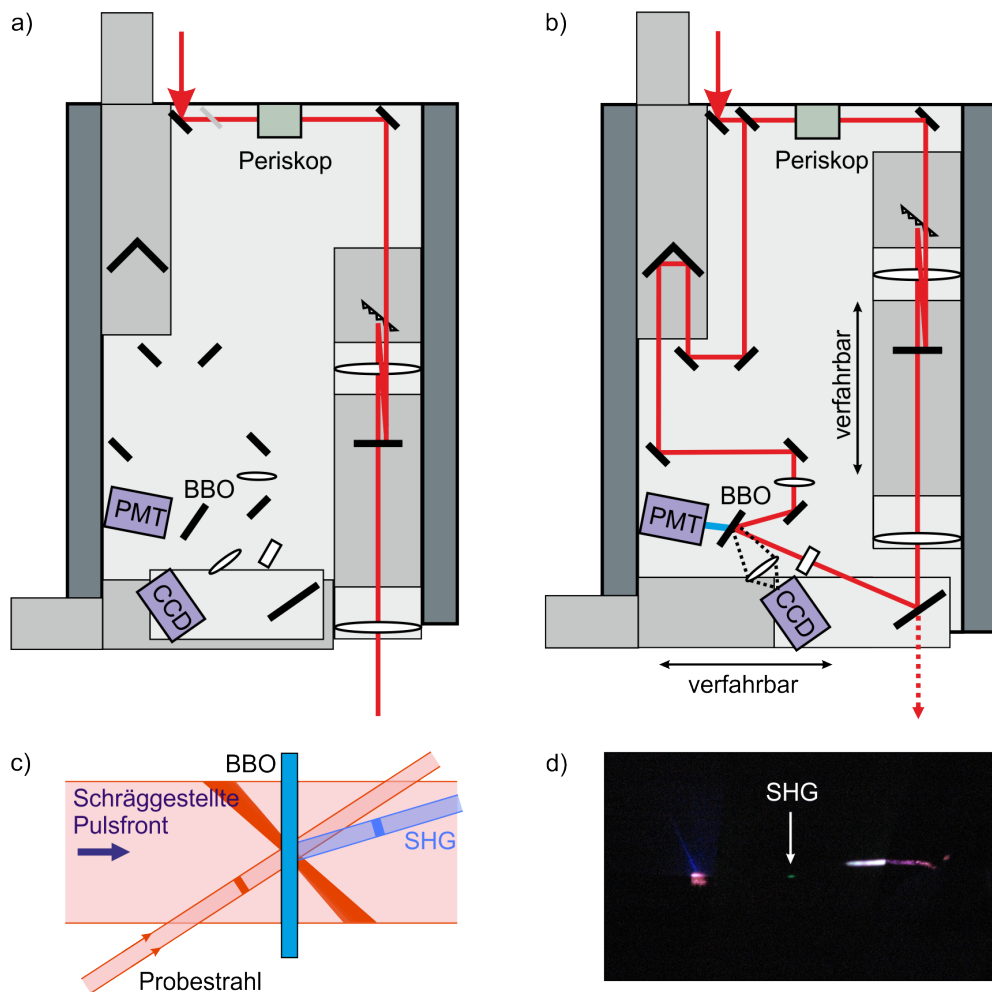 a)
Periskop
BBO
PMT
CCD
b)
Periskop
verfahrbar
BBO
PMT
CCD
verfahrbar
c)
BBO
Schräggestellte
Pulsfront
SHG
Probestrahl
d)
SHG